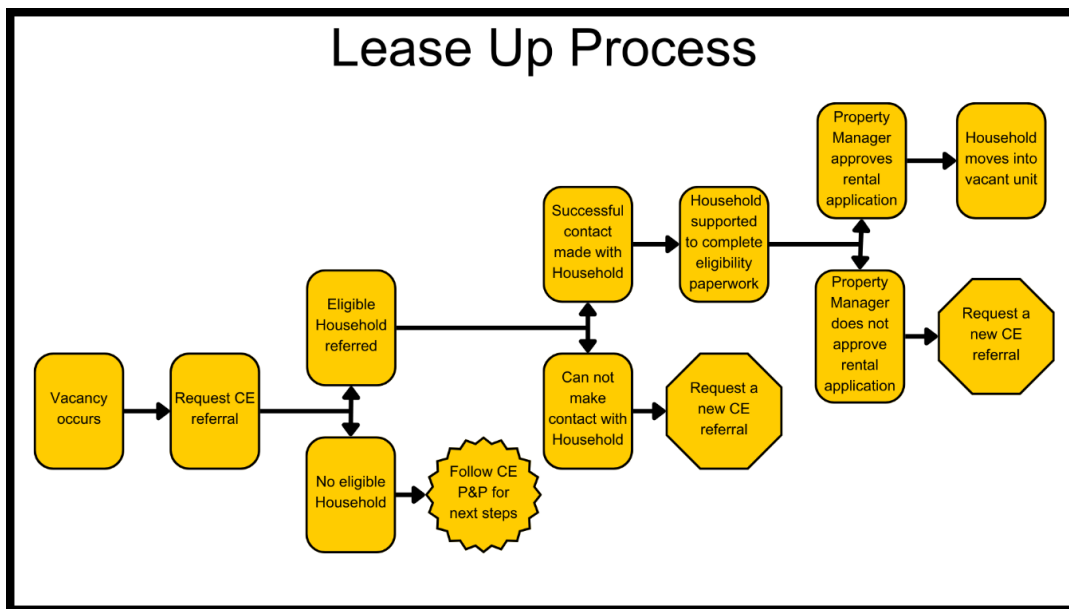 Lease Up Process
Vacancy
occurs
Request CE
referral
Eligible
Household
referred
No eligible
Household
Follow CE
P&P for
next steps
Successful
contact
made with
Household
Can not
make
contact with
Household
Request a
new CE
referral
Household
supported
to complete
eligibility
paperwork
Property
Manager
approves
rental
application
Household
moves into
vacant unit
Property
Manager
does not
approve
rental
application
Request a
new CE
referral